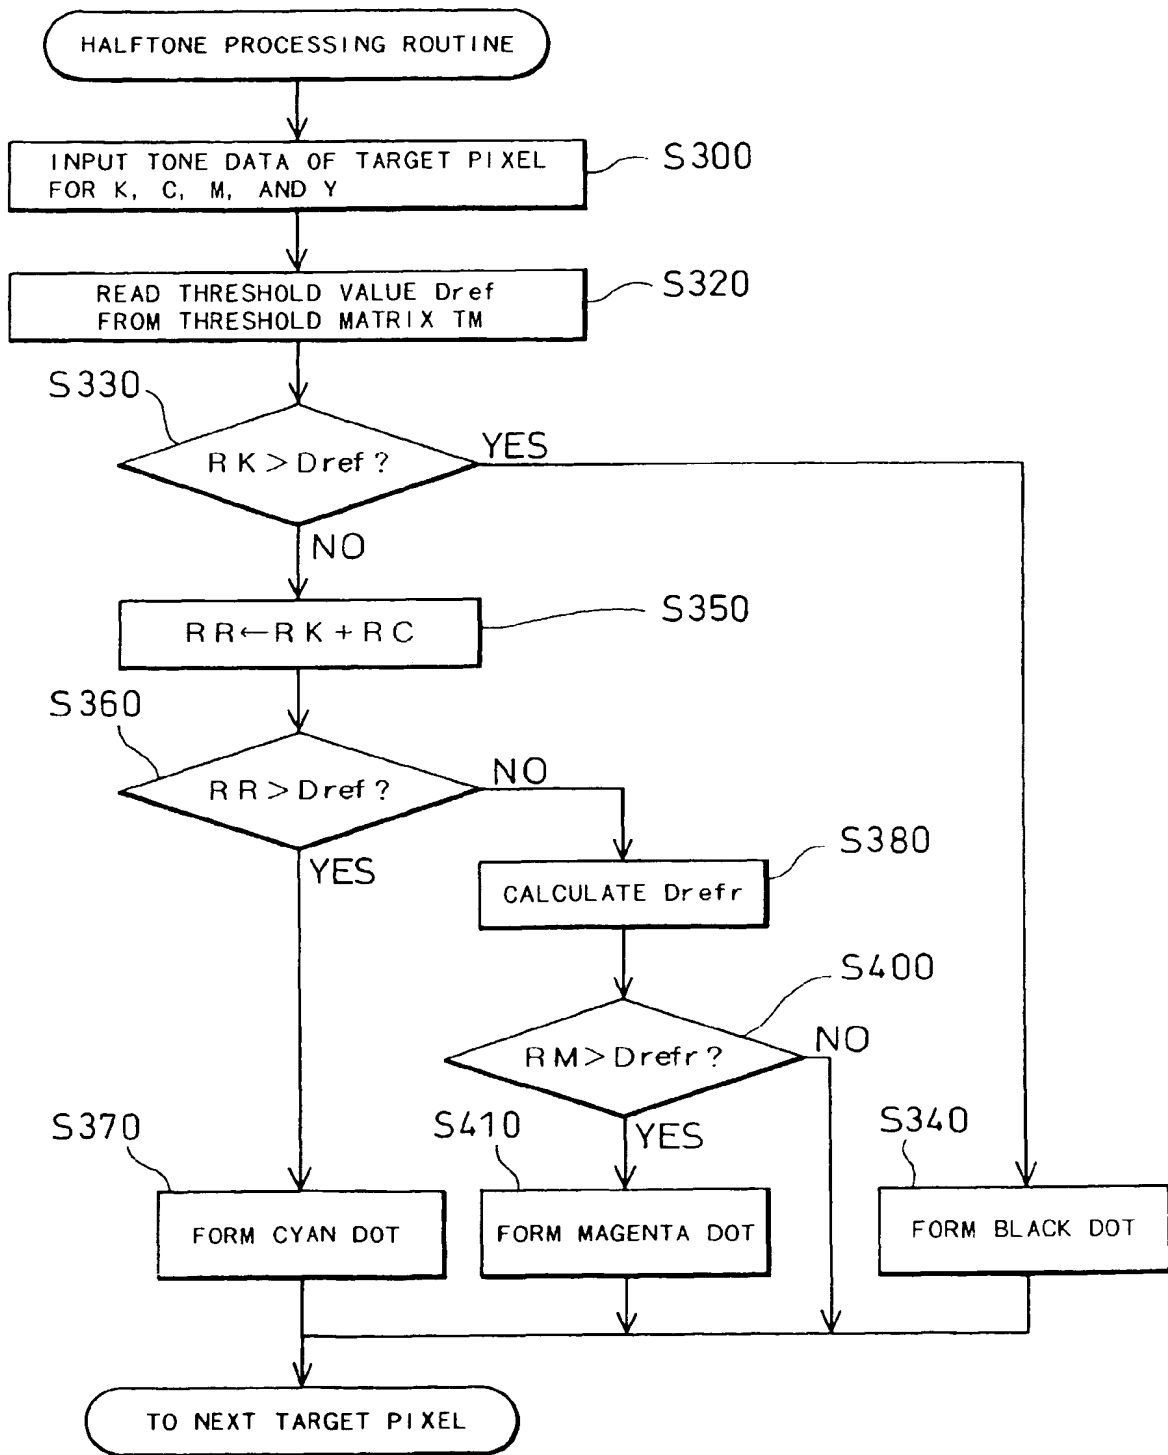 HALFTONE PROCESSING ROUTINE
INPUT TONE DATA OF TARGET PIXEL
FOR K, C, M, AND Y
S300
READ THRESHOLD VALUE Dref
FROM THRESHOLD MATRIX TM
S320
S330
RK>Dref?
YES
NO
RR←RK+RC
S350
S360
RR>Dref?
NO
YES
CALCULATE Drefr
S380
S400
RM>Drefr?
NO
YES
S370
S410
S340
FORM CYAN DOT
FORM MAGENTA DOT
FORM BLACK DOT
TO NEXT TARGET PIXEL